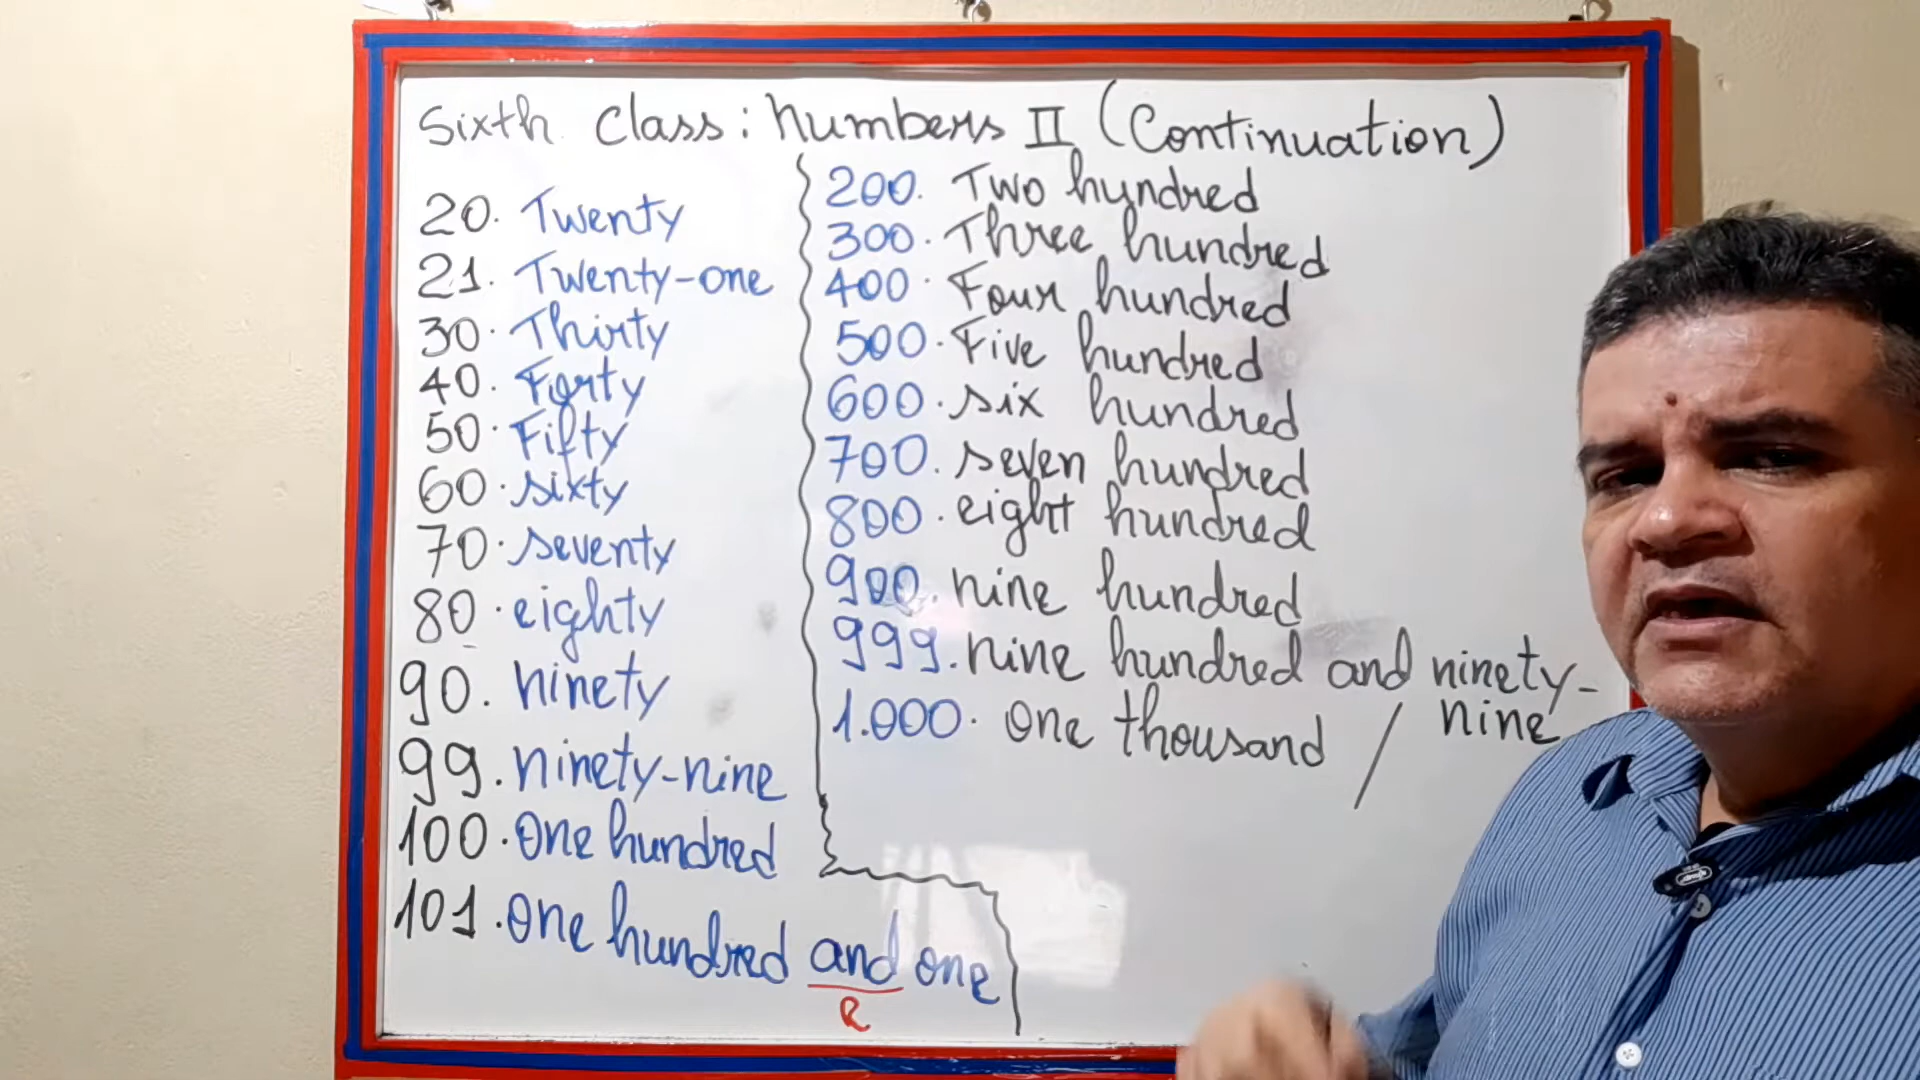 Sixth Class: Numbers II (Continuation)
20. Twenty
21. Twenty-one
30. Thirty
40. Forty
50. Fifty
60. sixty
70. seventy
80. eighty
90. ninety
99. ninety-nine
100. One hundred
101. One hundred and one
e
200. Two hundred
300. Three hundred
400. Four hundred
500. Five hundred
600. six hundred
700. seven hundred
800. eight hundred
900. nine hundred
999. nine hundred and ninety-
nine
1.000. One thousand /